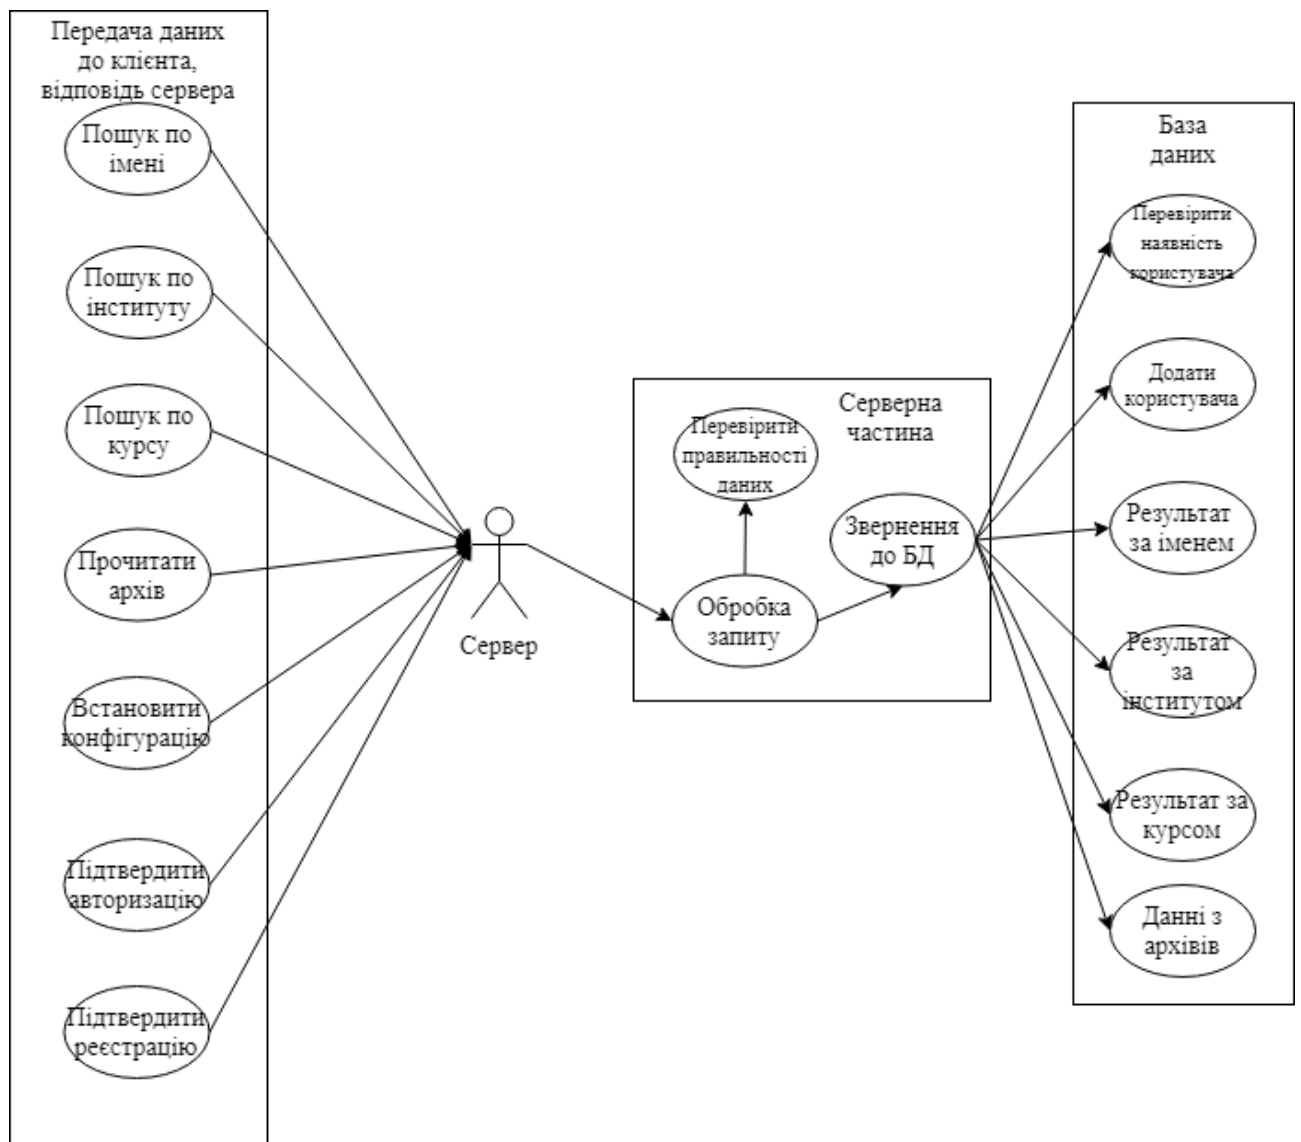 Передача даних
до клієнта,
відповідь сервера
Пошук по
імені
Пошук по
інституту
Пошук по
курсу
Прочитати
архів
Встановити
конфігурацію
Підтвердити
авторизацію
Підтвердити
реєстрацію
Сервер
Серверна
частина
Перевірити
правильності
даних
Звернення
до БД
Обробка
запиту
База
даних
Перевірити
наявність
користувача
Додати
користувача
Результат
за іменем
Результат
за
інститутом
Результат за
курсом
Данні з
архівів